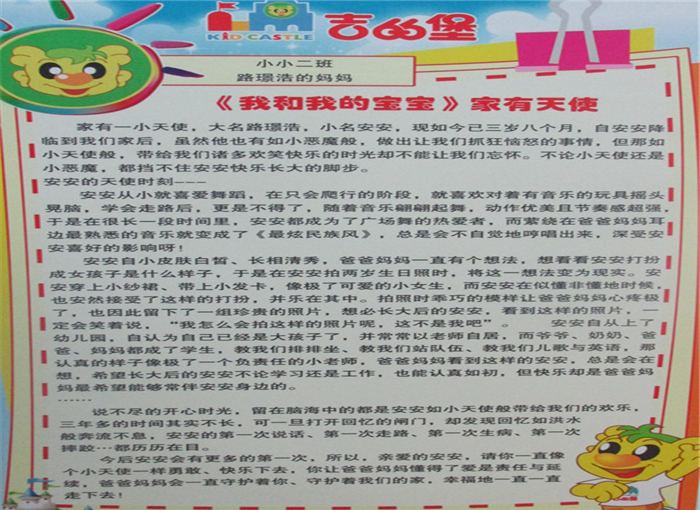 KID CASTLE 吉的堡
小小二班
路璟浩的妈妈
《我和我的宝宝》家有天使
家有一小天使，大名路璟浩，小名安安，现如今已三岁八个月，自安安降
临到我们家后，虽然他也有如小恶魔般，做出让我们抓狂恼怒的事情，但那如
小天使般，带给我们诸多欢笑快乐的时光却不能让我们忘怀。不论小天使还是
小恶魔，都挡不住安安快乐长大的脚步。
安安的天使时刻---
安安从小就喜爱舞蹈，在只会爬行的阶段，就喜欢对着有音乐的玩具摇头
晃脑，学会走路后，更是不得了，随着音乐翩翩起舞，动作优美且节奏感超强，
于是在很长一段时间里，安安都成为了广场舞的热爱者，而萦绕在爸爸妈妈耳
边最熟悉的音乐就变成了《最炫民族风》，总是会不自觉地哼唱出来，深受安
安喜好的影响呀！
安安自小皮肤白皙、长相清秀，爸爸妈妈一直有个想法，想看看安安打扮
成女孩子是什么样子，于是在安安拍两岁生日照时，将这一想法变为现实。安
安穿上小纱裙、带上小发卡，像极了可爱的小女生，而安安在似懂非懂地时候，
也安然接受了这样的打扮，并乐在其中。拍照时乖巧的模样让爸爸妈妈心疼极
了，也因此留下了一组珍贵的照片，想必长大后的安安，看到这样的照片，一
定会笑着说，“我怎么会拍这样的照片呢，这不是我吧”。 安安自从上了
幼儿园，自认为自己已经是大孩子了，并常常以老师自居，而爷爷、奶奶、爸
爸、妈妈都成了学生，教我们排排坐、教我们站队伍、教我们儿歌与英语，那
认真的样子像极了一个负责任的小老师，爸爸妈妈看到这样的安安，总是会在
想，希望长大后的安安不论学习还是工作，也能认真如初，但快乐却是爸爸妈
妈最希望能够常伴安安身边的。
------
说不尽的开心时光，留在脑海中的都是安安如小天使般带给我们的欢乐，
三年多的时间其实不长，可一旦打开回忆的闸门，却发现回忆如洪水
般奔流不息，安安的第一次说话、第一次走路、第一次生病、第一次
摔跤…都历历在目。
今后安安会有更多的第一次，所以，亲爱的安安，请你一直像
个小天使一样勇敢、快乐下去，你让爸爸妈妈懂得了爱是责任与延
续，爸爸妈妈会一直守护着你、守护着我们的家，幸福地一直一直
走下去！